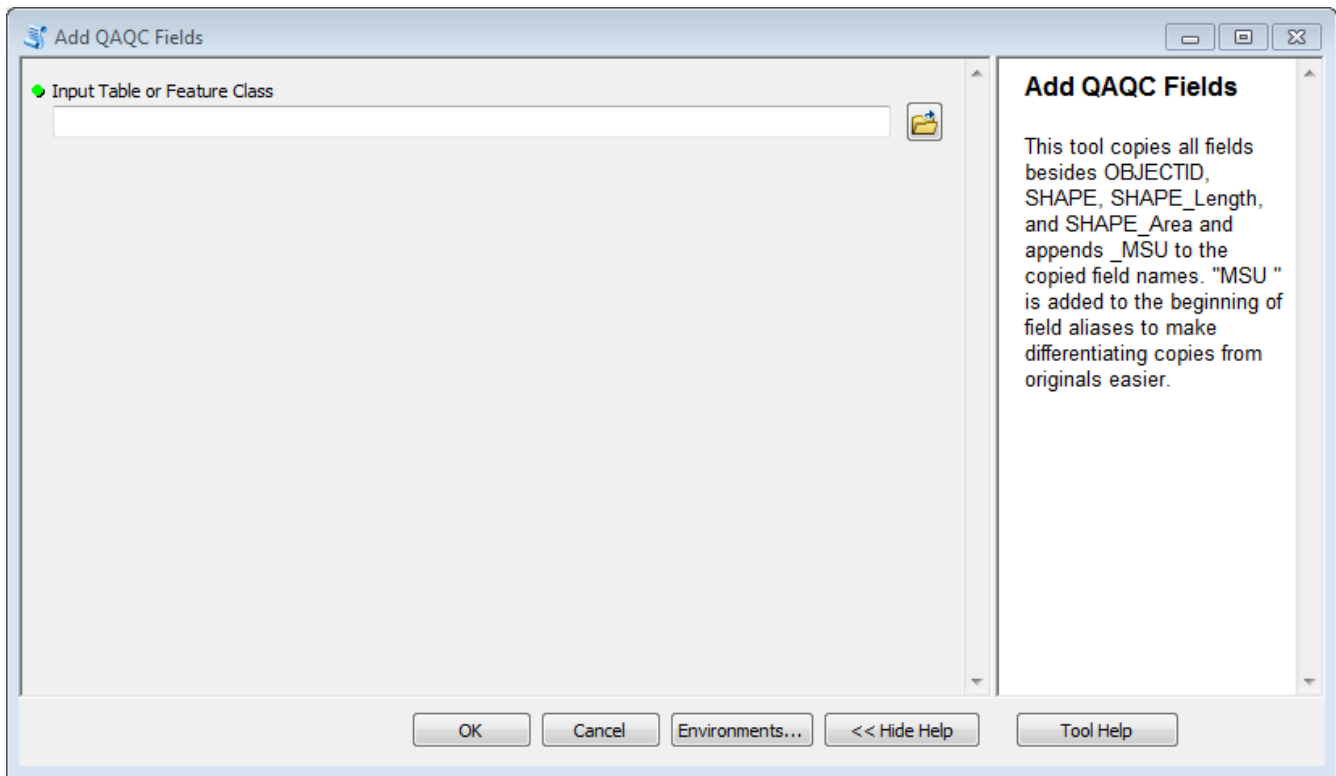 Add QAQC Fields
Input Table or Feature Class
Add QAQC Fields
This tool copies all fields
besides OBJECTID,
SHAPE, SHAPE_Length,
and SHAPE_Area and
appends _MSU to the
copied field names. "MSU "
is added to the beginning of
field aliases to make
differentiating copies from
originals easier.
OK
Cancel
Environments...
<< Hide Help
Tool Help